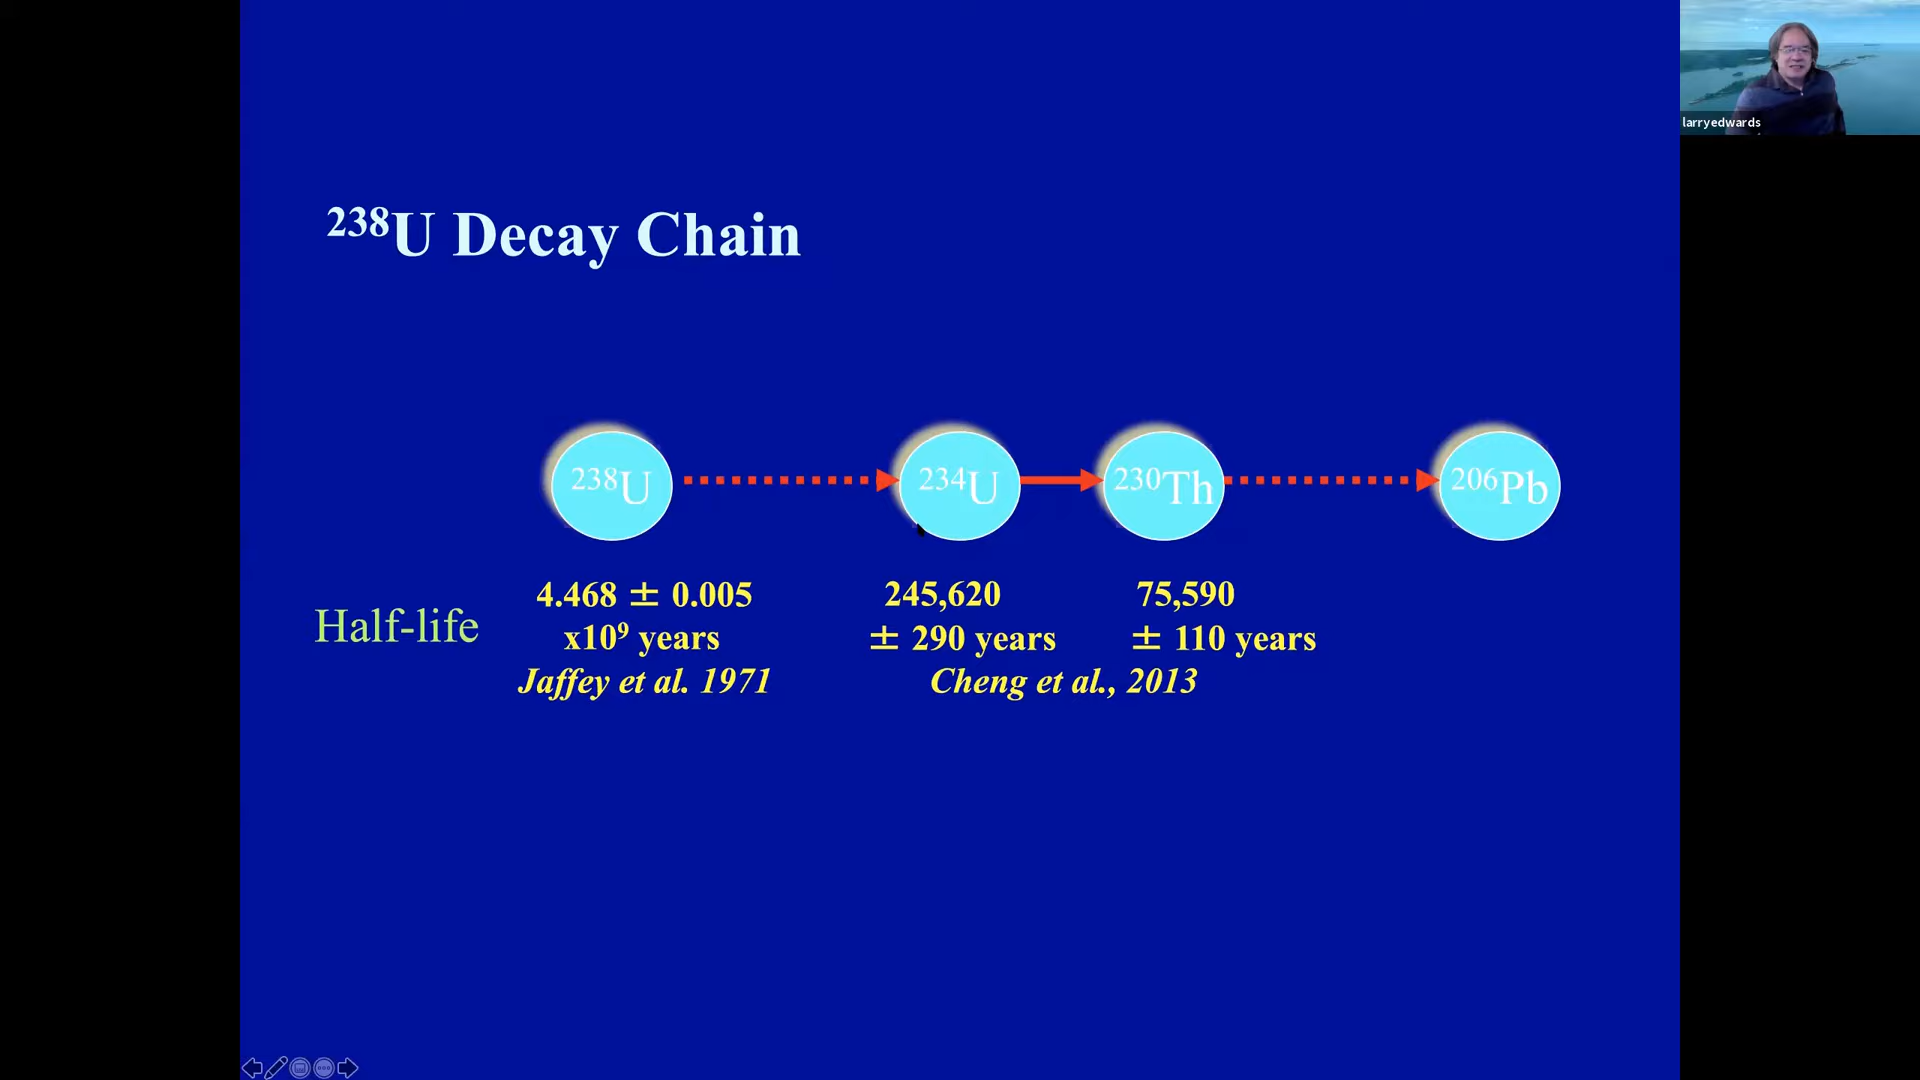 larryedwards
²³⁸U Decay Chain
²³⁸U ²³⁴U ²³⁰Th ²⁰⁶Pb
Half-life
4.468 ± 0.005
x10⁹ years
Jaffey et al. 1971
245,620
± 290 years
75,590
± 110 years
Cheng et al., 2013